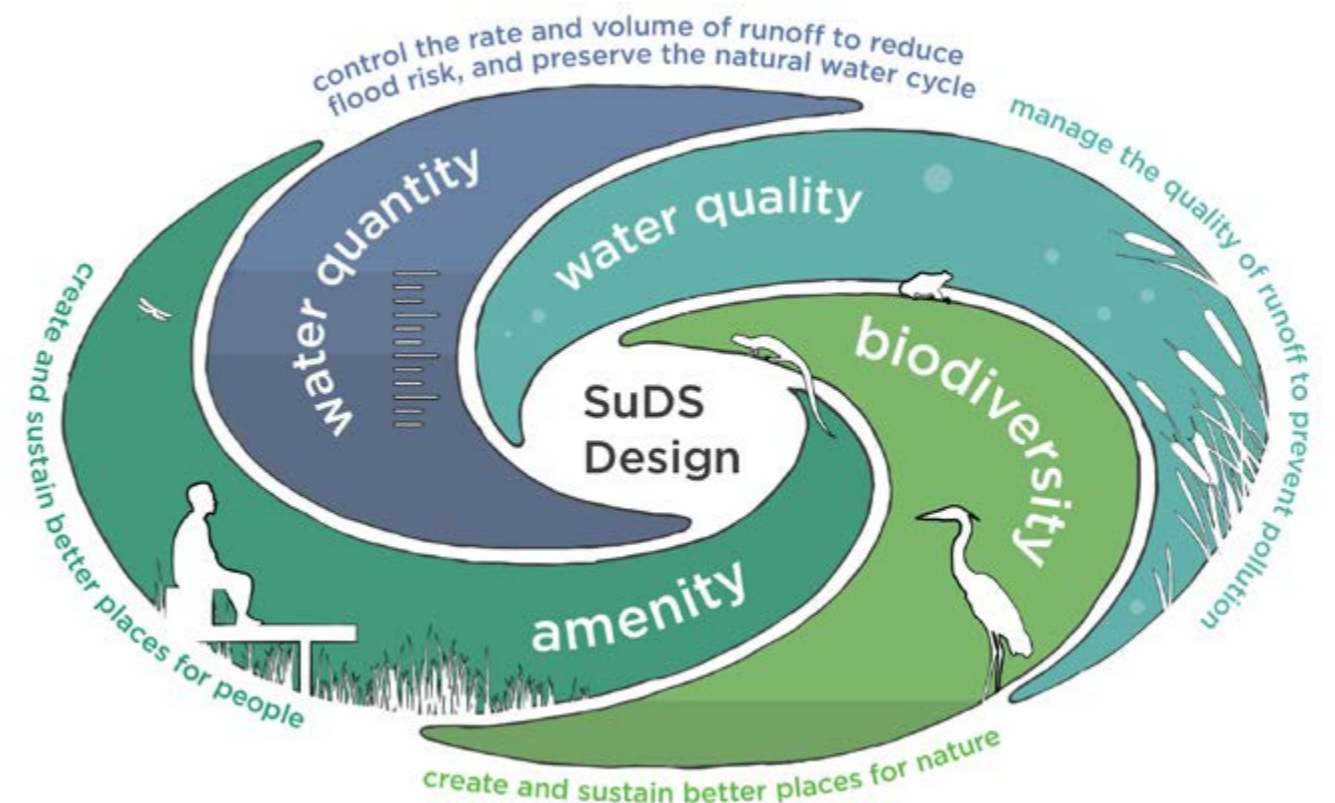 control the rate and volume of runoff to reduce
flood risk, and preserve the natural water cycle
manage the quality of runoff to prevent pollution
water quantity
water quality
biodiversity
SuDS
Design
amenity
create and sustain better places for people
create and sustain better places for nature